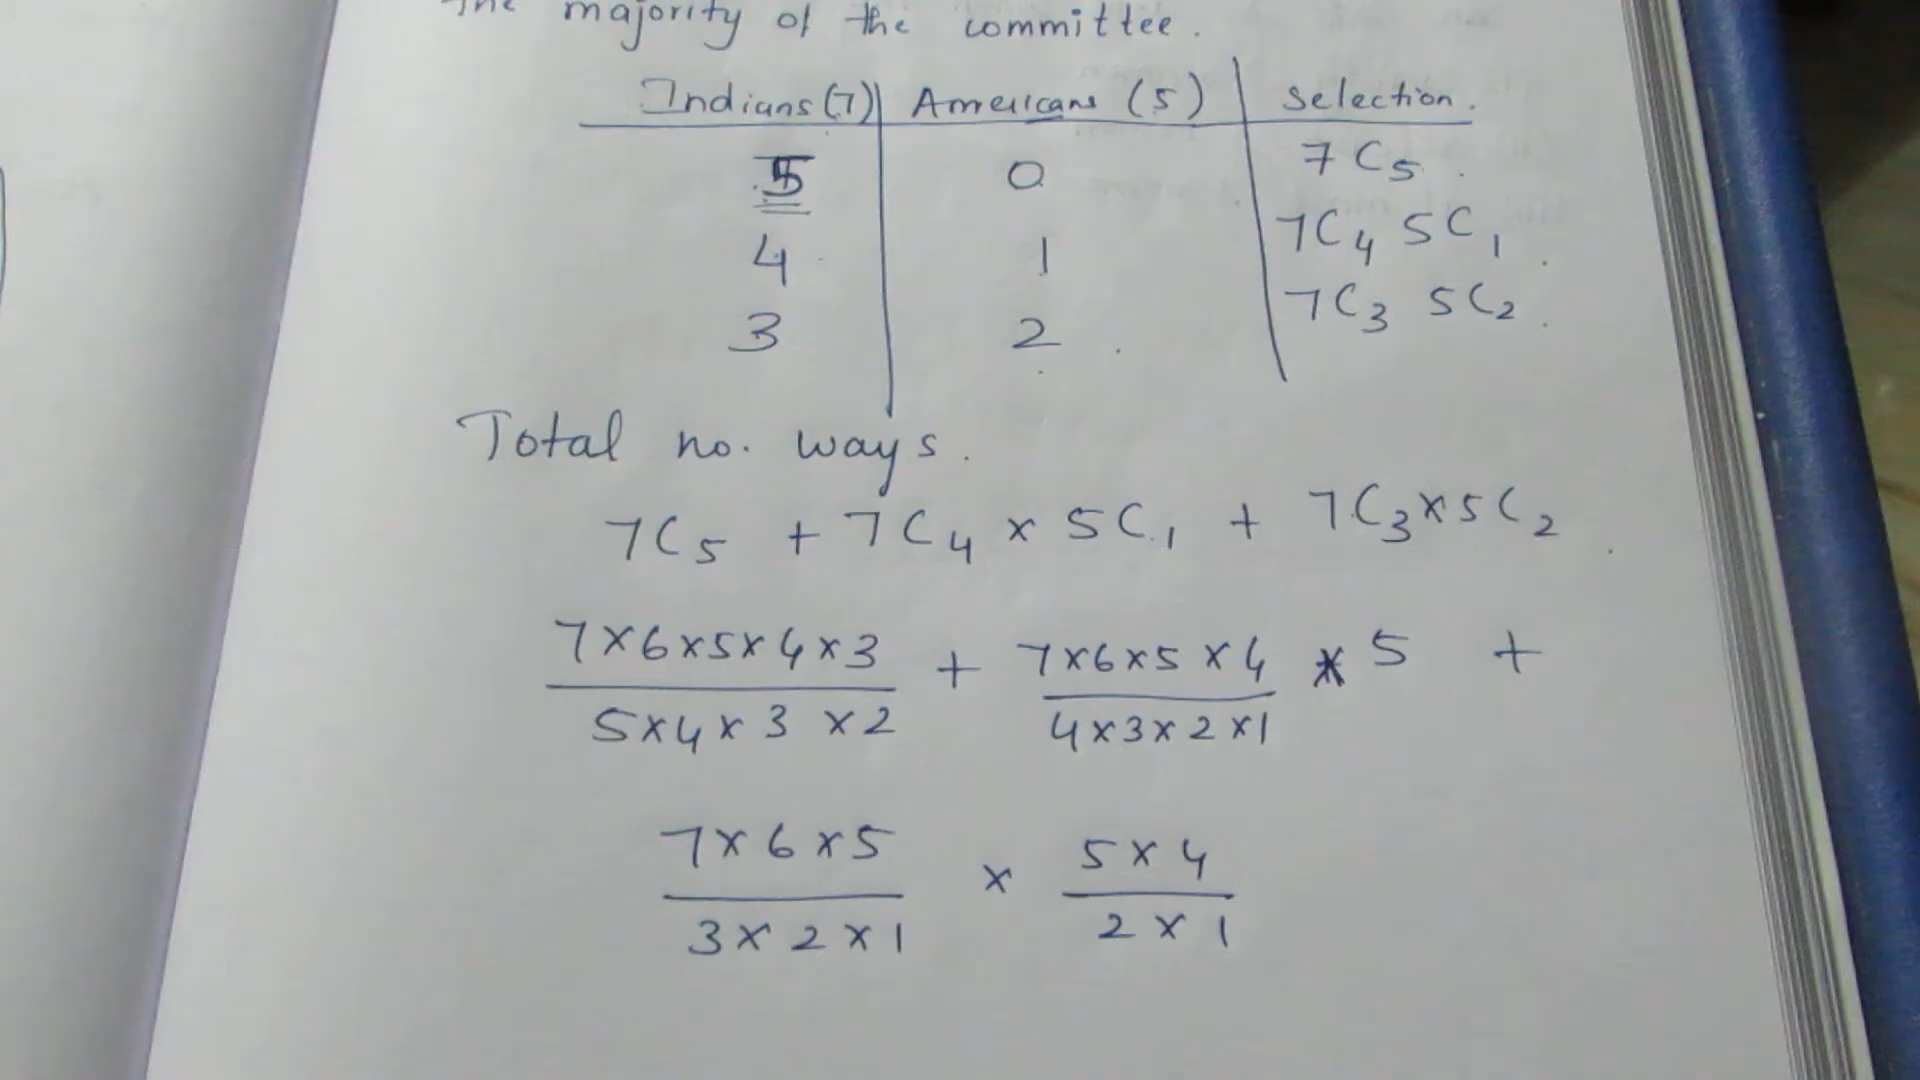 The majority of the committee.
Indians (7) Americans (5) Selection.
5 0 7C5
4 1 7C4 5C1
3 2 7C3 5C2
Total no. ways.
7C5 + 7C4 x 5C1 + 7C3 x 5C2
7x6x5x4x3 + 7x6x5x4 x 5 +
5x4x3x2 4x3x2x1
7x6x5 x 5x4
3x2x1 2x1